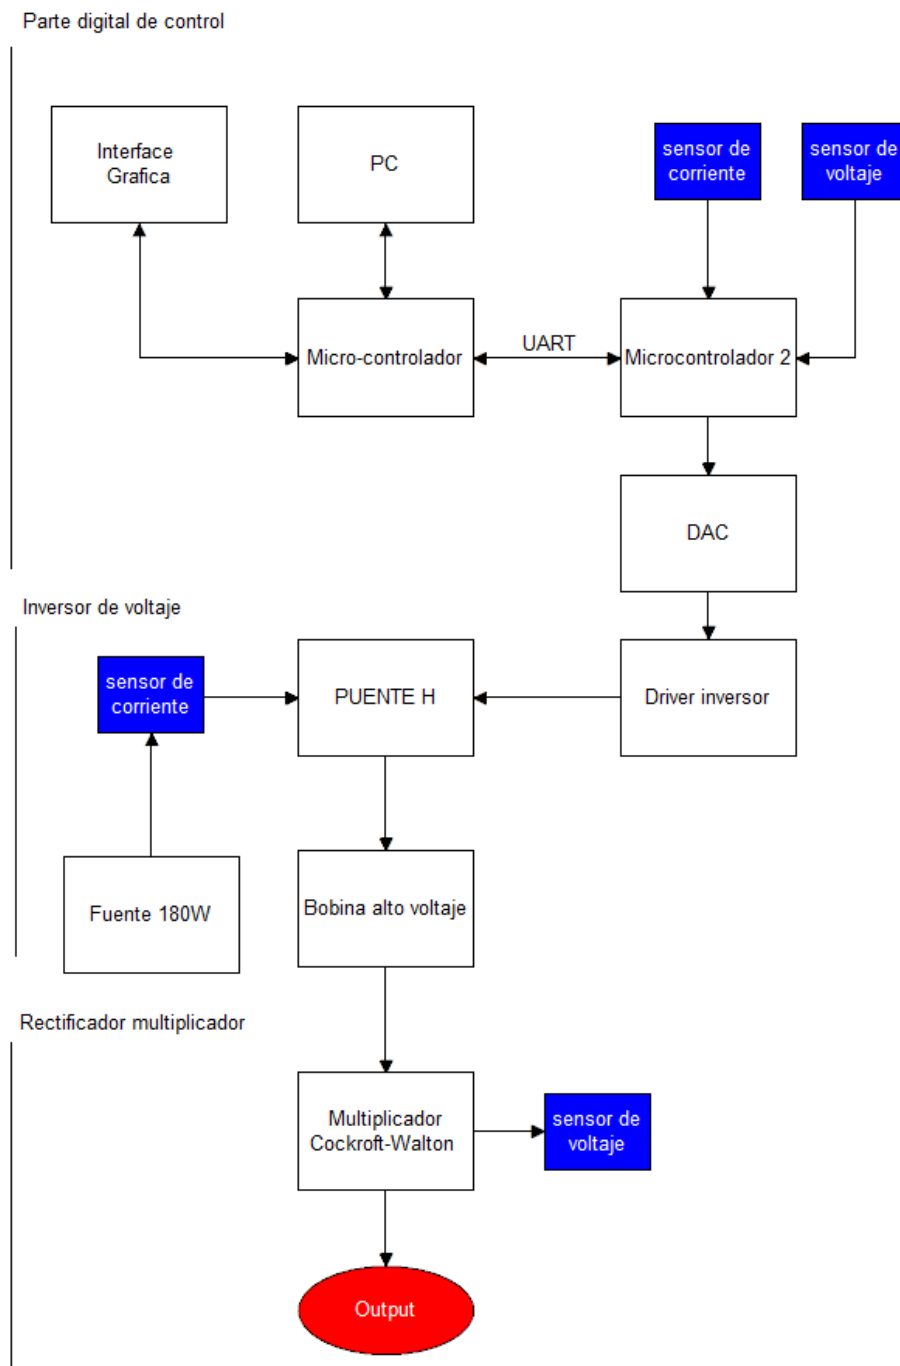 Parte digital de control
Interface
Grafica
PC
sensor de
corriente
sensor de
voltaje
Micro-controlador
UART
Microcontrolador 2
DAC
Inversor de voltaje
sensor de
corriente
PUENTE H
Driver inversor
Fuente 180W
Bobina alto voltaje
Rectificador multiplicador
Multiplicador
Cockroft-Walton
sensor de
voltaje
Output